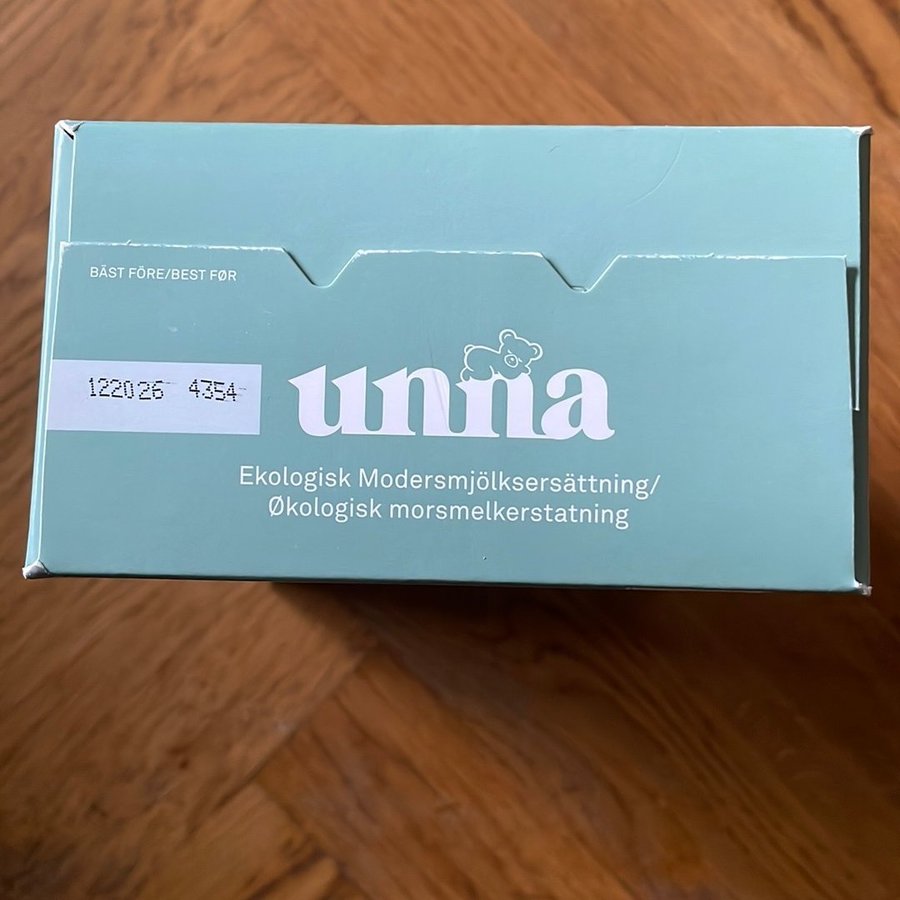 BÄST FÖRE/BEST FØR
122026 4354
unna
Ekologisk Modersmjölksersättning/
Økologisk morsmelkerstatning